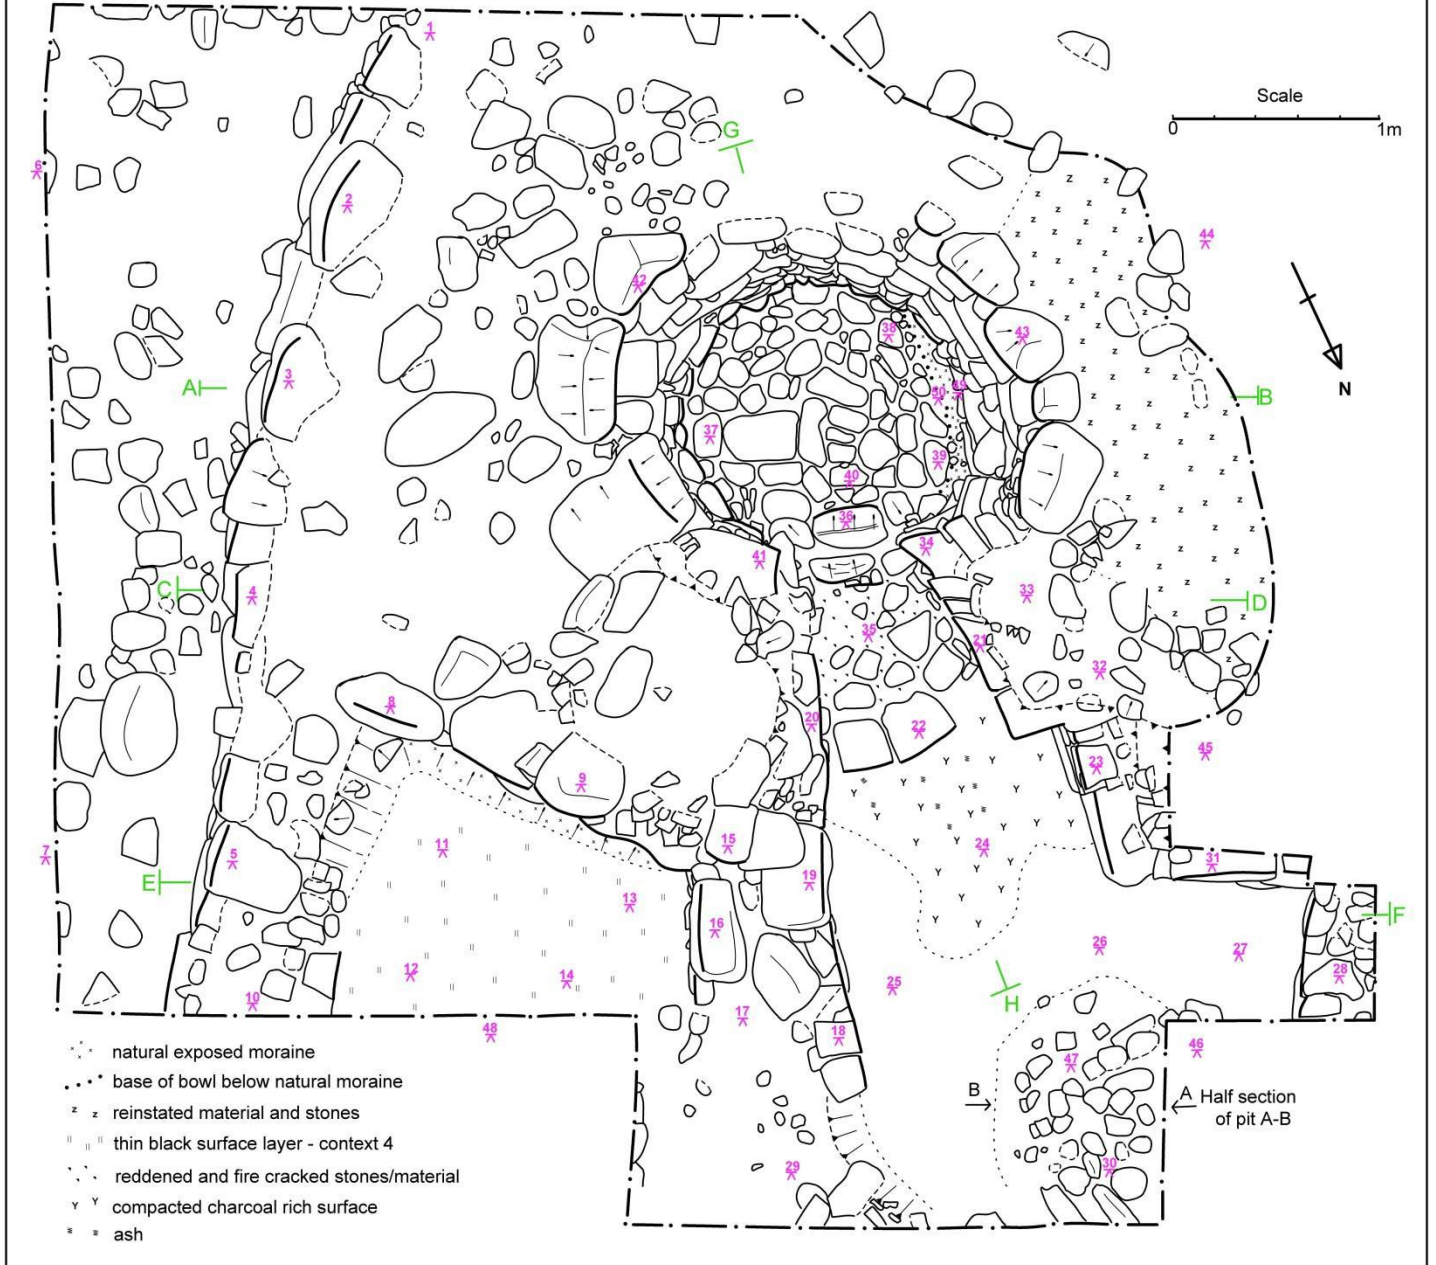 1
Scale
0 1m
G
6
2
44
42
38
43
N
3
A
50
49
B
37
39
40
36
41
34
C
4
33
D
35
21
32
8
20
22
45
9
23
11
15
24
7
5
31
E
19
13
16
F
26
27
12
14
25
28
10
H
17
48
18
46
47
natural exposed moraine
base of bowl below natural moraine
B
A Half section
of pit A-B
z z reinstated material and stones
thin black surface layer - context 4
30
29
reddened and fire cracked stones/material
Y Y compacted charcoal rich surface
ash